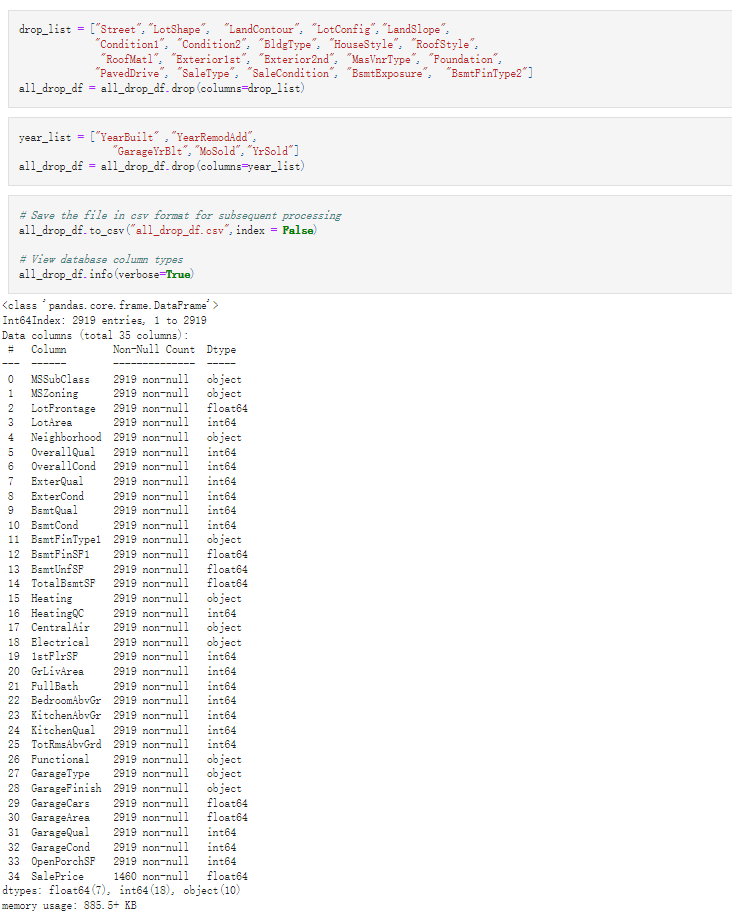 drop_list = ["Street","LotShape",  "LandContour", "LotConfig","LandSlope",
"Condition1", "Condition2", "BldgType", "HouseStyle", "RoofStyle",
"RoofMatl", "Exterior1st", "Exterior2nd", "MasVnrType", "Foundation",
"PavedDrive", "SaleType", "SaleCondition", "BsmtExposure",  "BsmtFinType2"]
all_drop_df = all_drop_df.drop(columns=drop_list)
year_list = ["YearBuilt" ,"YearRemodAdd",
"GarageYrBlt","MoSold","YrSold"]
all_drop_df = all_drop_df.drop(columns=year_list)
# Save the file in csv format for subsequent processing
all_drop_df.to_csv("all_drop_df.csv",index = False)
# View database column types
all_drop_df.info(verbose=True)
<class 'pandas.core.frame.DataFrame'>
Int64Index: 2919 entries, 1 to 2919
Data columns (total 35 columns):
#   Column        Non-Null Count  Dtype
---  ------        --------------  -----
0   MSSubClass    2919 non-null   object
1   MSZoning      2919 non-null   object
2   LotFrontage   2919 non-null   float64
3   LotArea       2919 non-null   int64
4   Neighborhood  2919 non-null   object
5   OverallQual   2919 non-null   int64
6   OverallCond   2919 non-null   int64
7   ExterQual     2919 non-null   int64
8   ExterCond     2919 non-null   int64
9   BsmtQual      2919 non-null   int64
10  BsmtCond      2919 non-null   int64
11  BsmtFinType1  2919 non-null   object
12  BsmtFinSF1    2919 non-null   float64
13  BsmtUnfSF     2919 non-null   float64
14  TotalBsmtSF   2919 non-null   float64
15  Heating       2919 non-null   object
16  HeatingQC     2919 non-null   int64
17  CentralAir    2919 non-null   object
18  Electrical    2919 non-null   object
19  1stFlrSF      2919 non-null   int64
20  GrLivArea     2919 non-null   int64
21  FullBath      2919 non-null   int64
22  BedroomAbvGr  2919 non-null   int64
23  KitchenAbvGr  2919 non-null   int64
24  KitchenQual   2919 non-null   int64
25  TotRmsAbvGrd  2919 non-null   int64
26  Functional    2919 non-null   object
27  GarageType    2919 non-null   object
28  GarageFinish  2919 non-null   object
29  GarageCars    2919 non-null   float64
30  GarageArea    2919 non-null   float64
31  GarageQual    2919 non-null   int64
32  GarageCond    2919 non-null   int64
33  OpenPorchSF   2919 non-null   int64
34  SalePrice     1460 non-null   float64
dtypes: float64(7), int64(18), object(10)
memory usage: 885.5+ KB